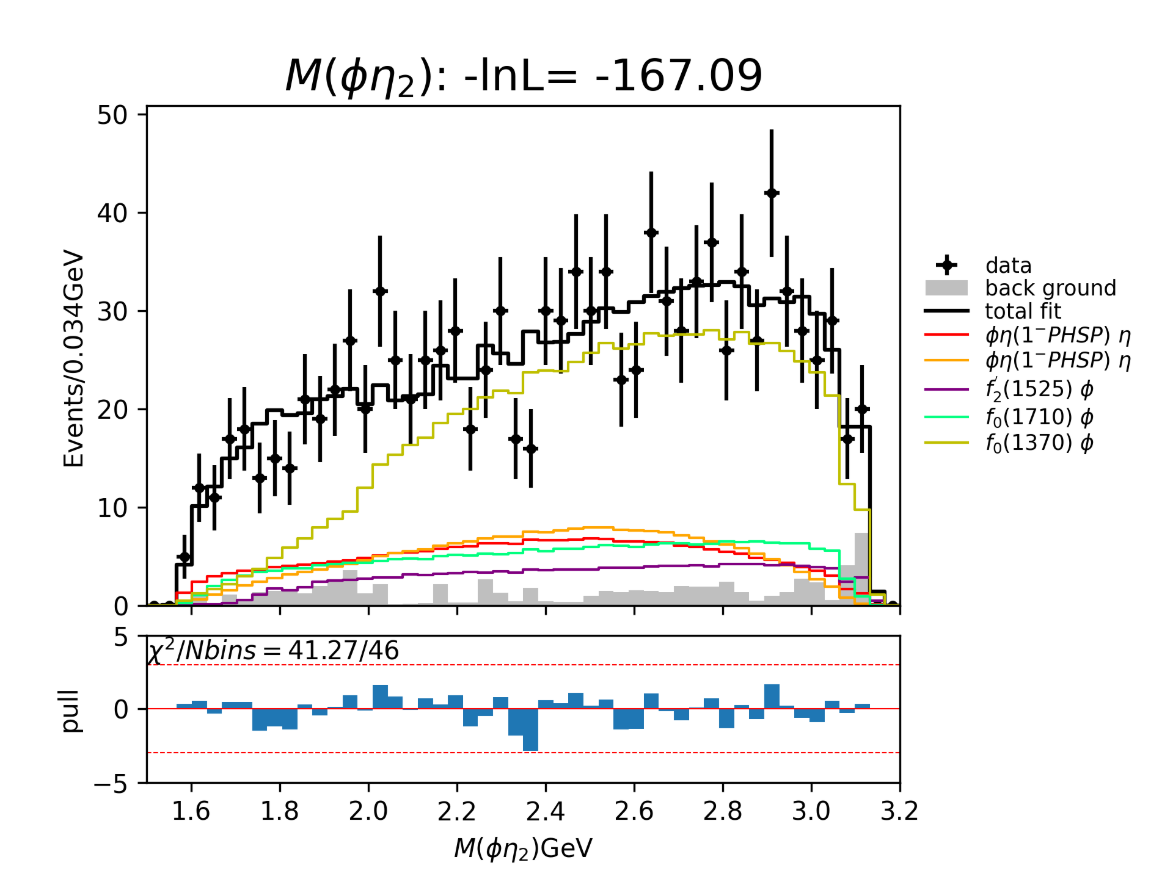 M(ϕη₂): -lnL= -167.09
50
40
30
20
10
0
Events/0.034GeV
data
back ground
total fit
ϕη(1⁻PHSP) η
ϕη(1⁻PHSP) η
f₂′(1525) ϕ
f₀(1710) ϕ
f₀(1370) ϕ
χ²/Nbins = 41.27/46
5
0
−5
pull
1.6 1.8 2.0 2.2 2.4 2.6 2.8 3.0 3.2
M(ϕη₂)GeV